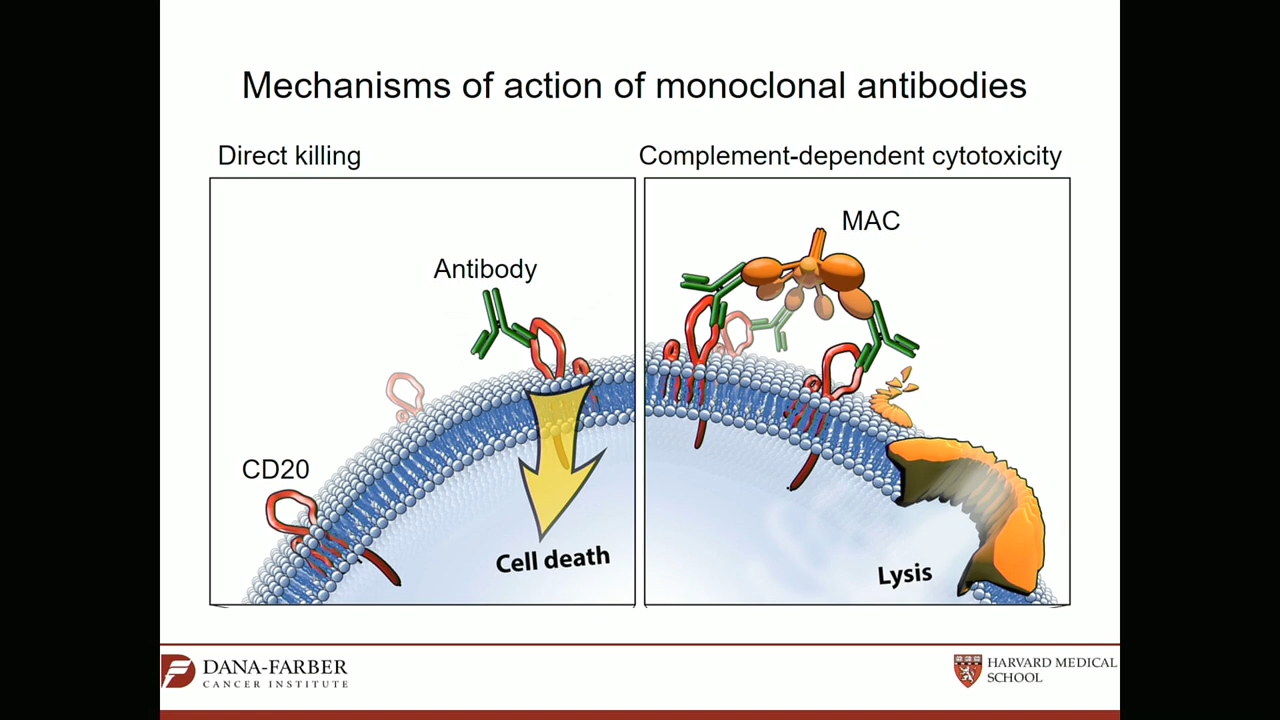 Mechanisms of action of monoclonal antibodies
Direct killing
Complement-dependent cytotoxicity
MAC
Antibody
CD20
Cell death
Lysis
DANA-FARBER
CANCER INSTITUTE
HARVARD MEDICAL
SCHOOL